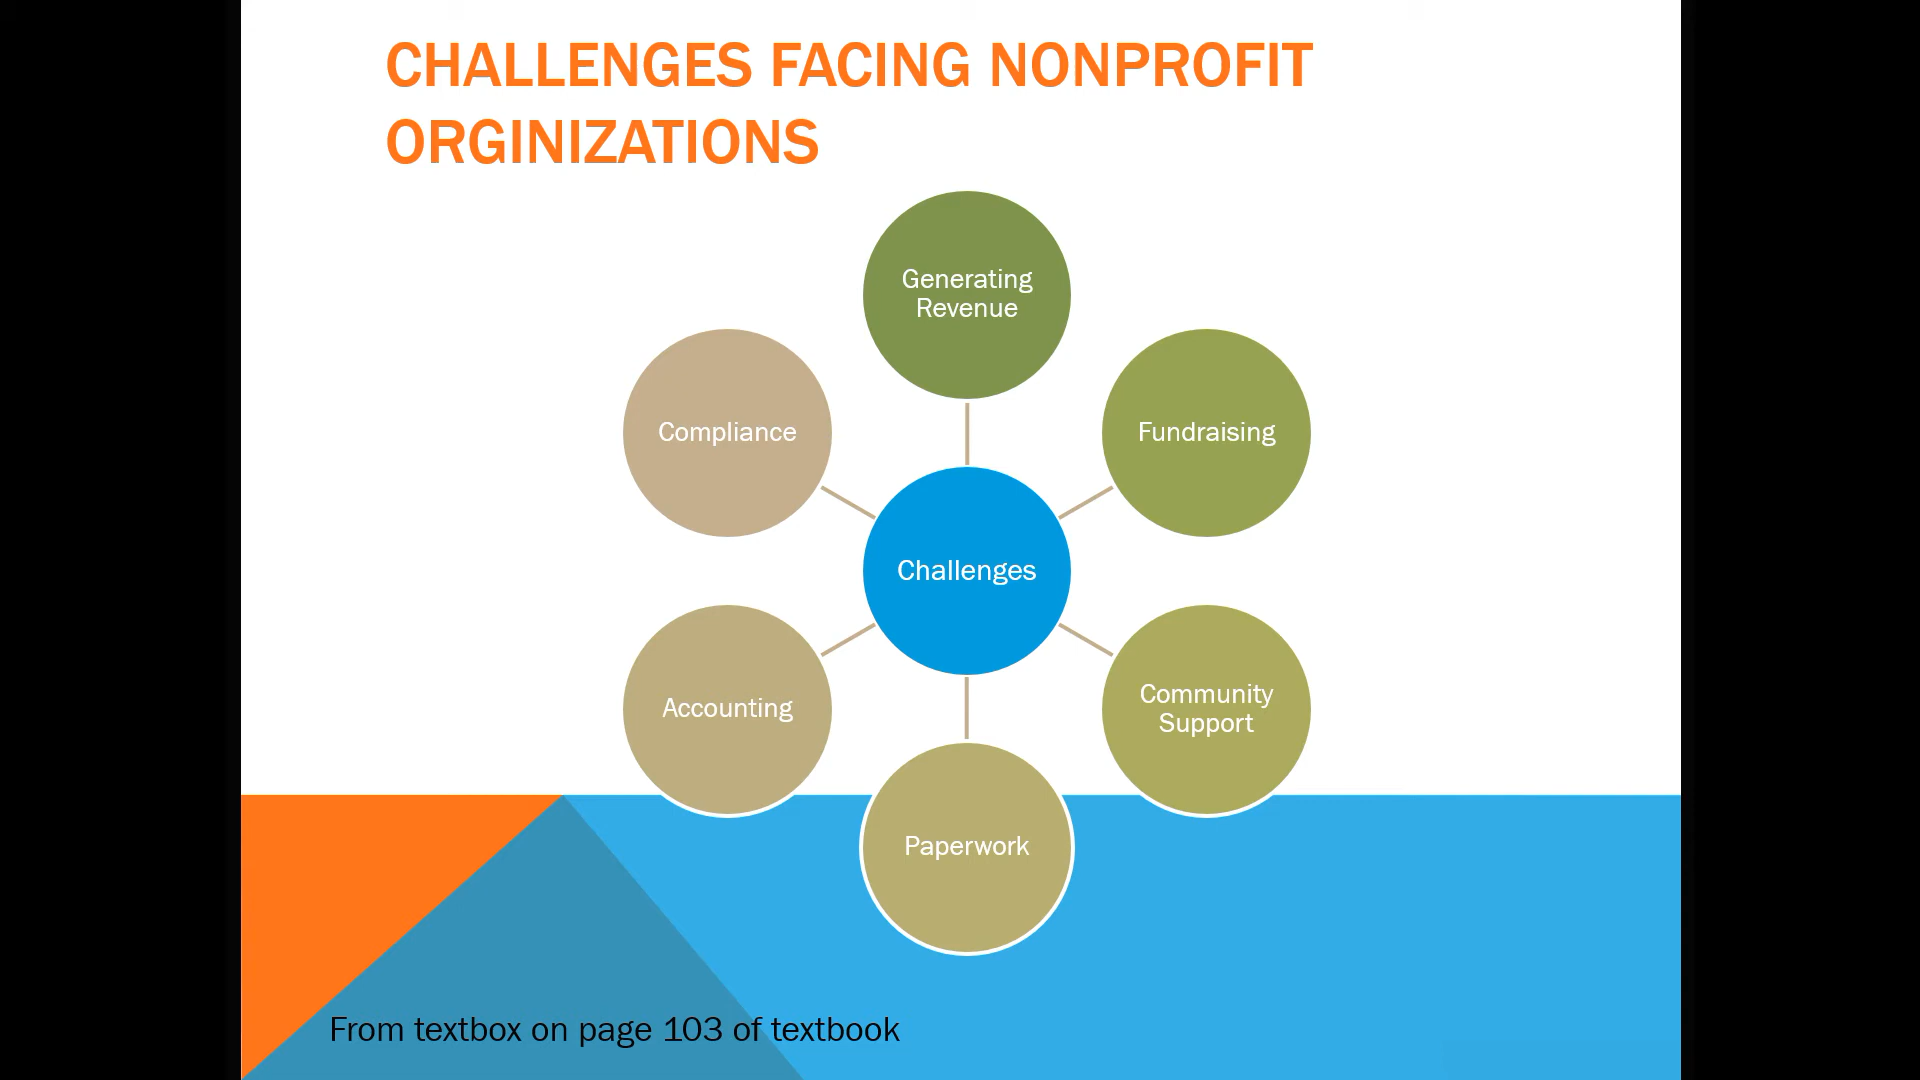 CHALLENGES FACING NONPROFIT
ORGINIZATIONS
Generating
Revenue
Fundraising
Community
Support
Paperwork
Accounting
Compliance
Challenges
From textbox on page 103 of textbook